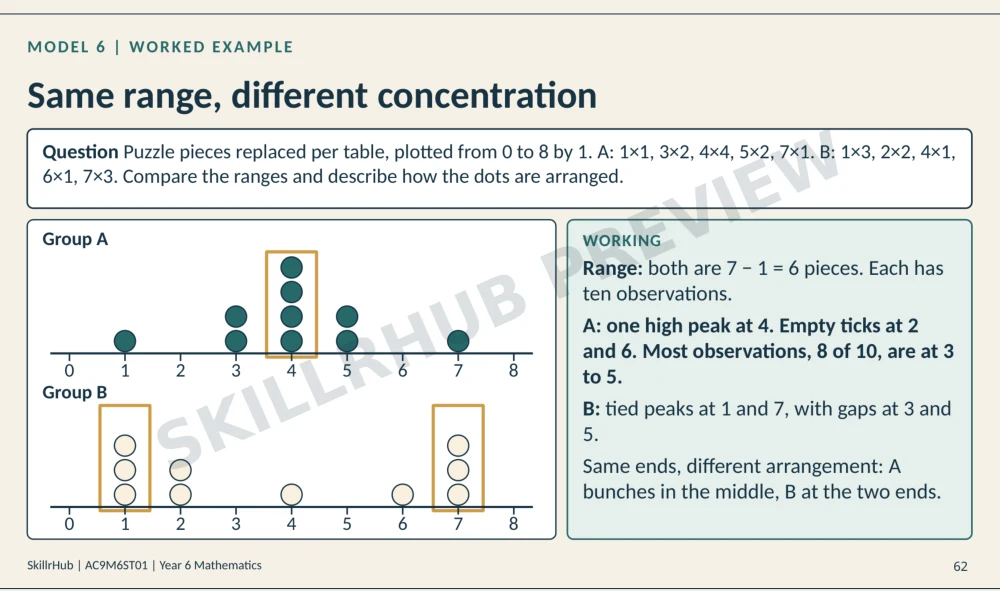 MODEL 6 | WORKED EXAMPLE
Same range, different concentration
Question Puzzle pieces replaced per table, plotted from 0 to 8 by 1. A: 1×1, 3×2, 4×4, 5×2, 7×1. B: 1×3, 2×2, 4×1,
6×1, 7×3. Compare the ranges and describe how the dots are arranged.
Group A
0 1 2 3 4 5 6 7 8
Group B
0 1 2 3 4 5 6 7 8
WORKING
Range: both are 7 − 1 = 6 pieces. Each has
ten observations.
A: one high peak at 4. Empty ticks at 2
and 6. Most observations, 8 of 10, are at 3
to 5.
B: tied peaks at 1 and 7, with gaps at 3 and
5.
Same ends, different arrangement: A
bunches in the middle, B at the two ends.
SKILLRHUB PREVIEW
SkillrHub | AC9M6ST01 | Year 6 Mathematics
62